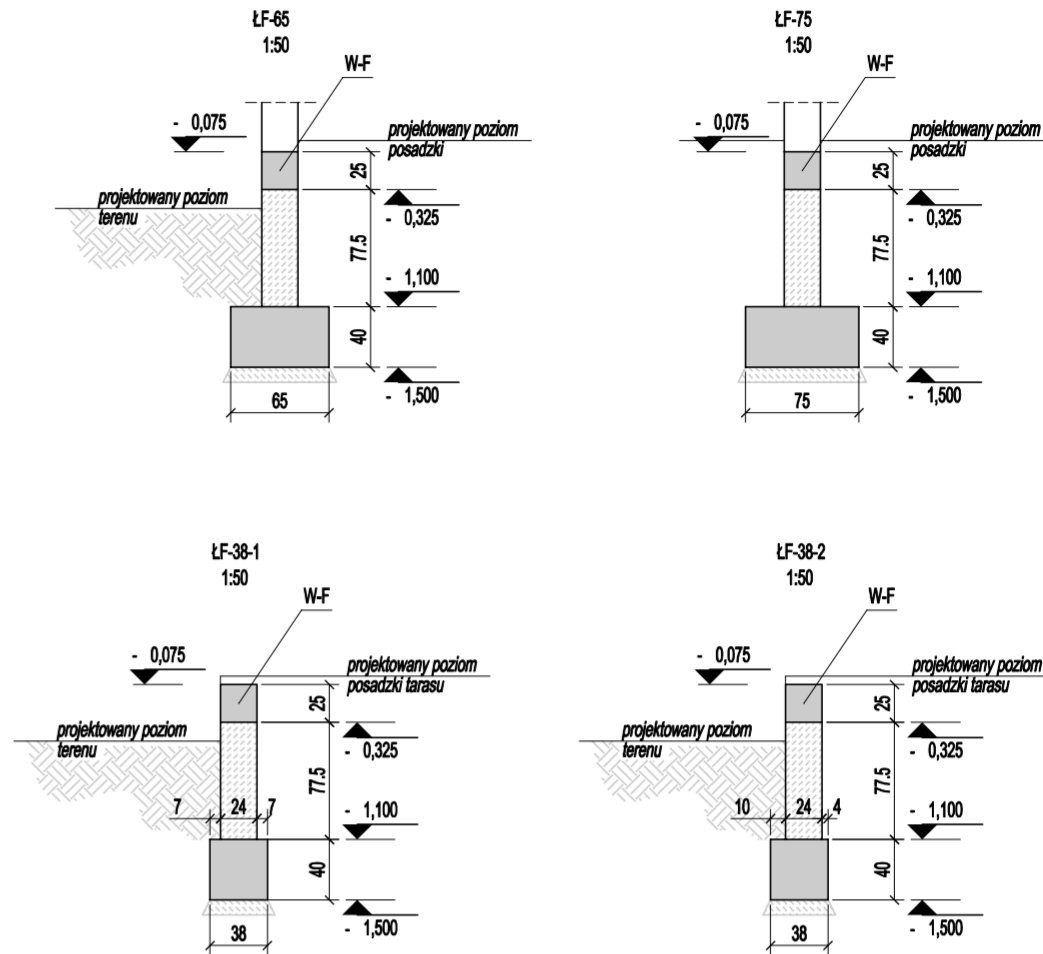 ŁF-65
1:50
W-F
- 0,075
projektowany poziom
posadzki
25
projektowany poziom
terenu
- 0,325
77.5
- 1,100
40
- 1,500
65
ŁF-75
1:50
W-F
- 0,075
projektowany poziom
posadzki
25
- 0,325
77.5
- 1,100
40
- 1,500
75
ŁF-38-1
1:50
W-F
- 0,075
projektowany poziom
posadzki tarasu
25
projektowany poziom
terenu
- 0,325
77.5
7 24 7
- 1,100
40
- 1,500
38
ŁF-38-2
1:50
W-F
- 0,075
projektowany poziom
posadzki tarasu
25
projektowany poziom
terenu
- 0,325
77.5
10 24 4
- 1,100
40
- 1,500
38